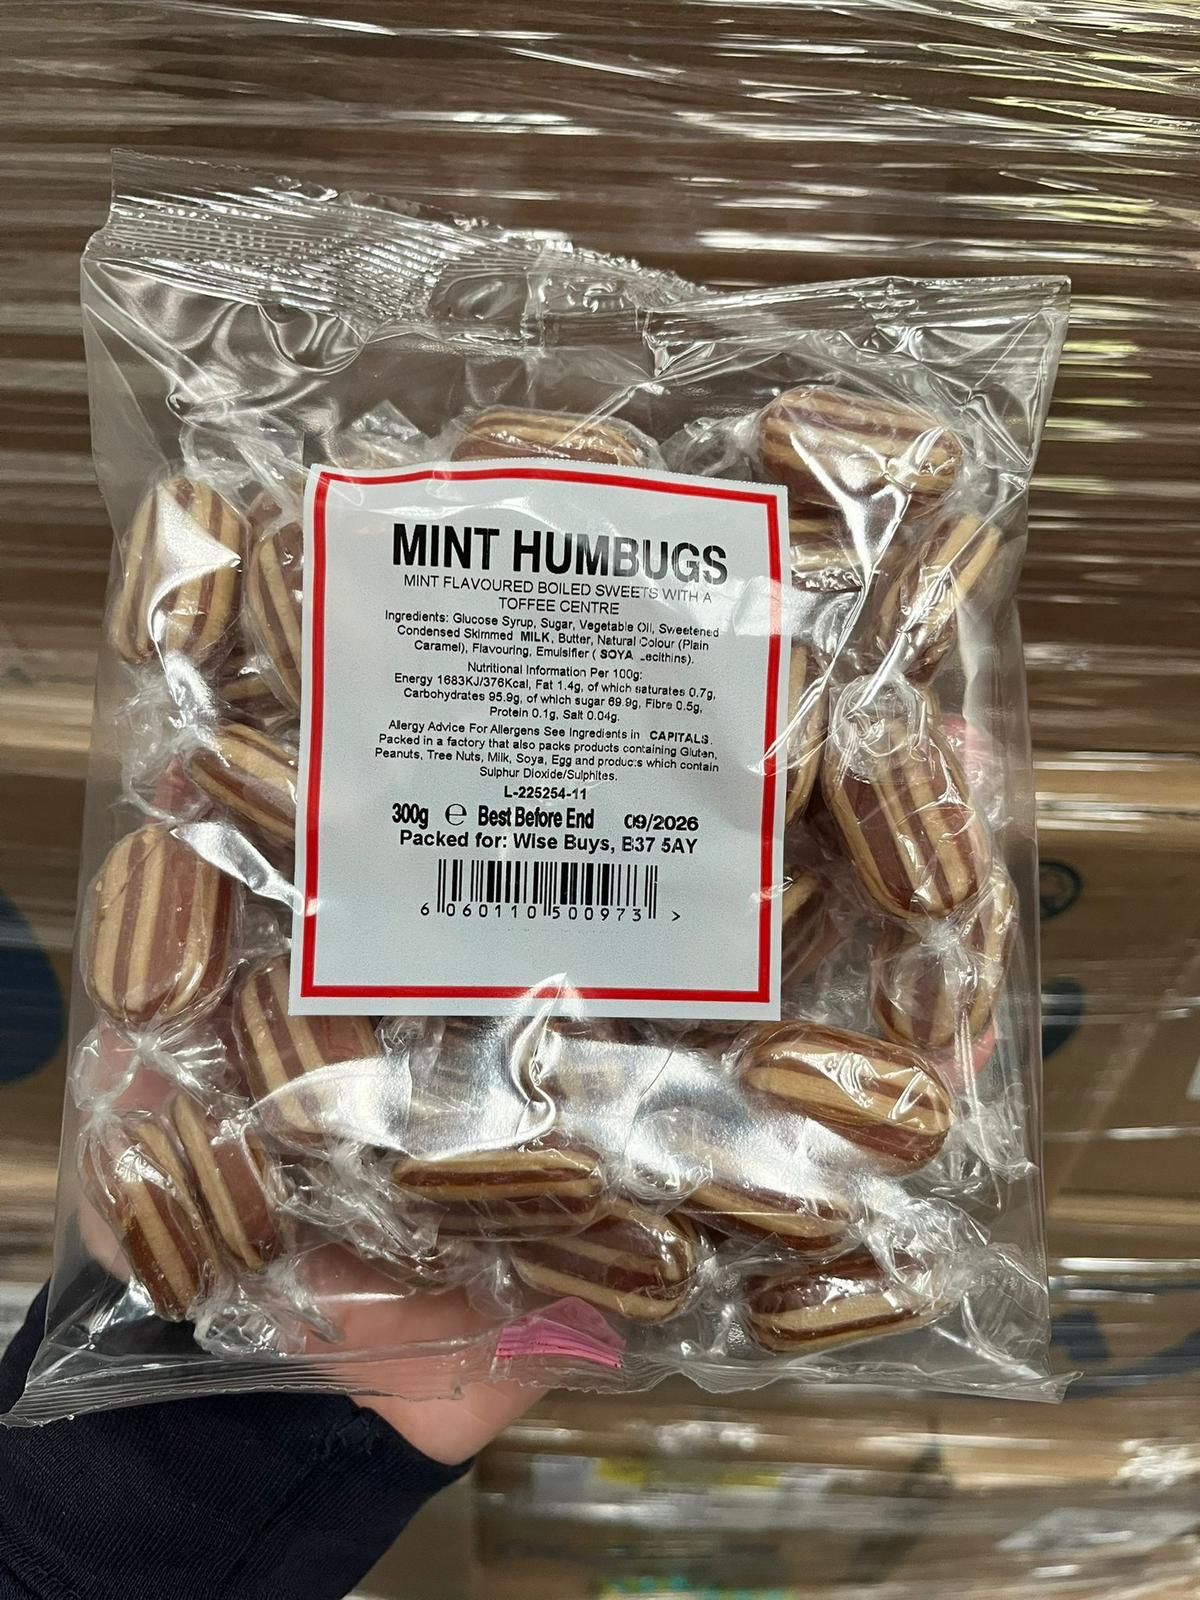 MINT HUMBUGS
MINT FLAVOURED BOILED SWEETS WITH A
TOFFEE CENTRE
Ingredients: Glucose Syrup, Sugar, Vegetable Oil, Sweetened
Condensed Skimmed MILK, Butter, Natural Colour (Plain
Caramel), Flavouring, Emulsifier ( SOYA Lecithins).
Nutritional Information Per 100g:
Energy 1683KJ/376Kcal, Fat 1.4g, of which saturates 0.7g,
Carbohydrates 95.9g, of which sugar 69.9g, Fibre 0.5g,
Protein 0.1g, Salt 0.04g.
Allergy Advice For Allergens See Ingredients in CAPITALS.
Packed in a factory that also packs products containing Gluten,
Peanuts, Tree Nuts, Milk, Soya, Egg and products which contain
Sulphur Dioxide/Sulphites.
L-225254-11
300g e Best Before End 09/2026
Packed for: Wise Buys, B37 5AY
6 060110 500973 >